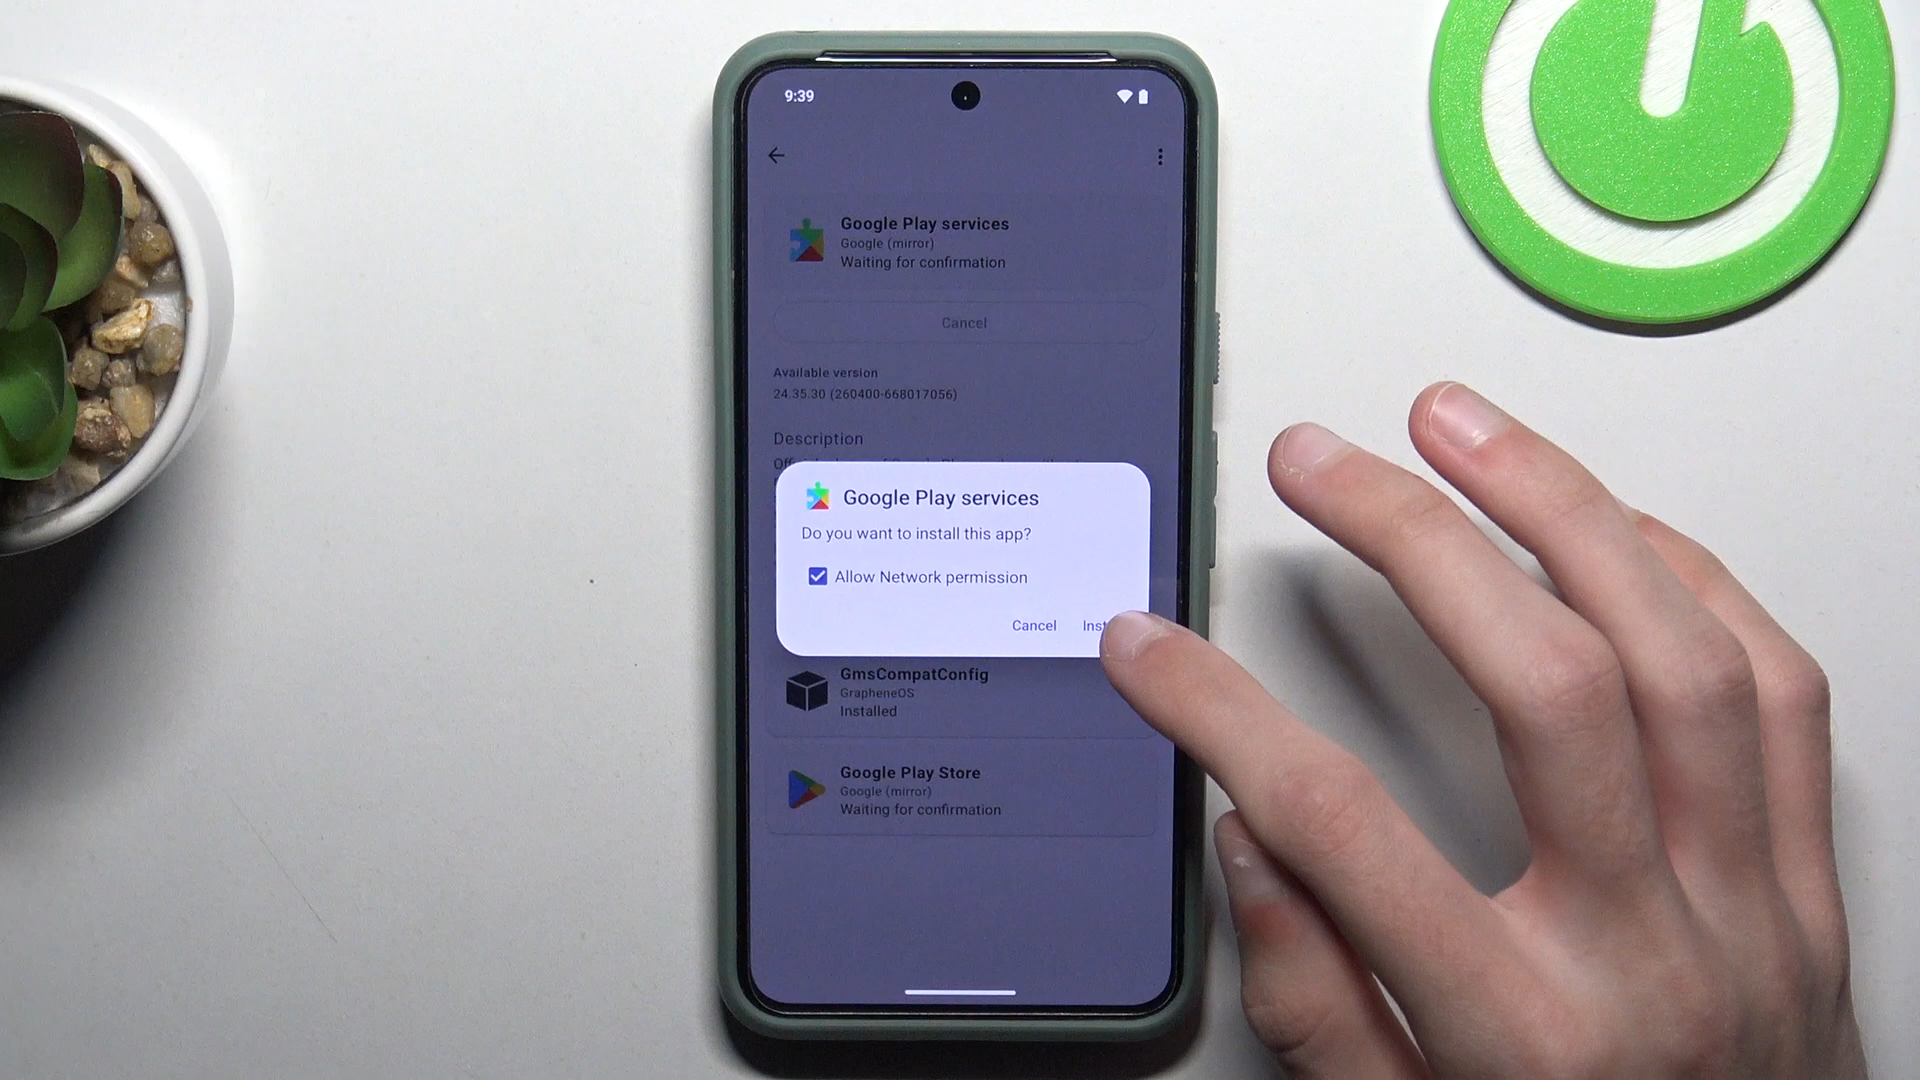 9:39
Google Play services
Google (mirror)
Waiting for confirmation
Cancel
Available version
24.35.30 (260400-668017056)
Description
Google Play services
Do you want to install this app?
Allow Network permission
Cancel
GmsCompatConfig
GrapheneOS
Installed
Google Play Store
Google (mirror)
Waiting for confirmation